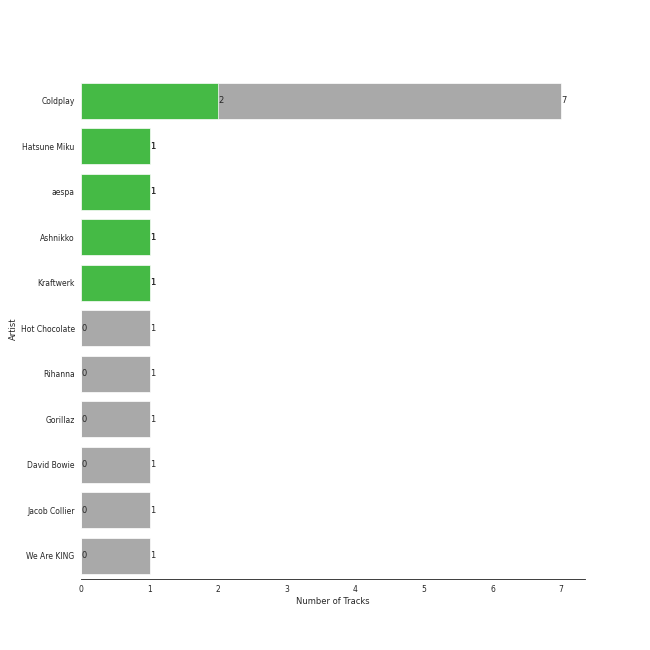 Coldplay 2 7
Hatsune Miku 1
aespa 1
Ashnikko 1
Kraftwerk 1
Hot Chocolate 0 1
Rihanna 0 1
Gorillaz 0 1
David Bowie 0 1
Jacob Collier 0 1
We Are KING 0 1
Artist
0 1 2 3 4 5 6 7
Number of Tracks